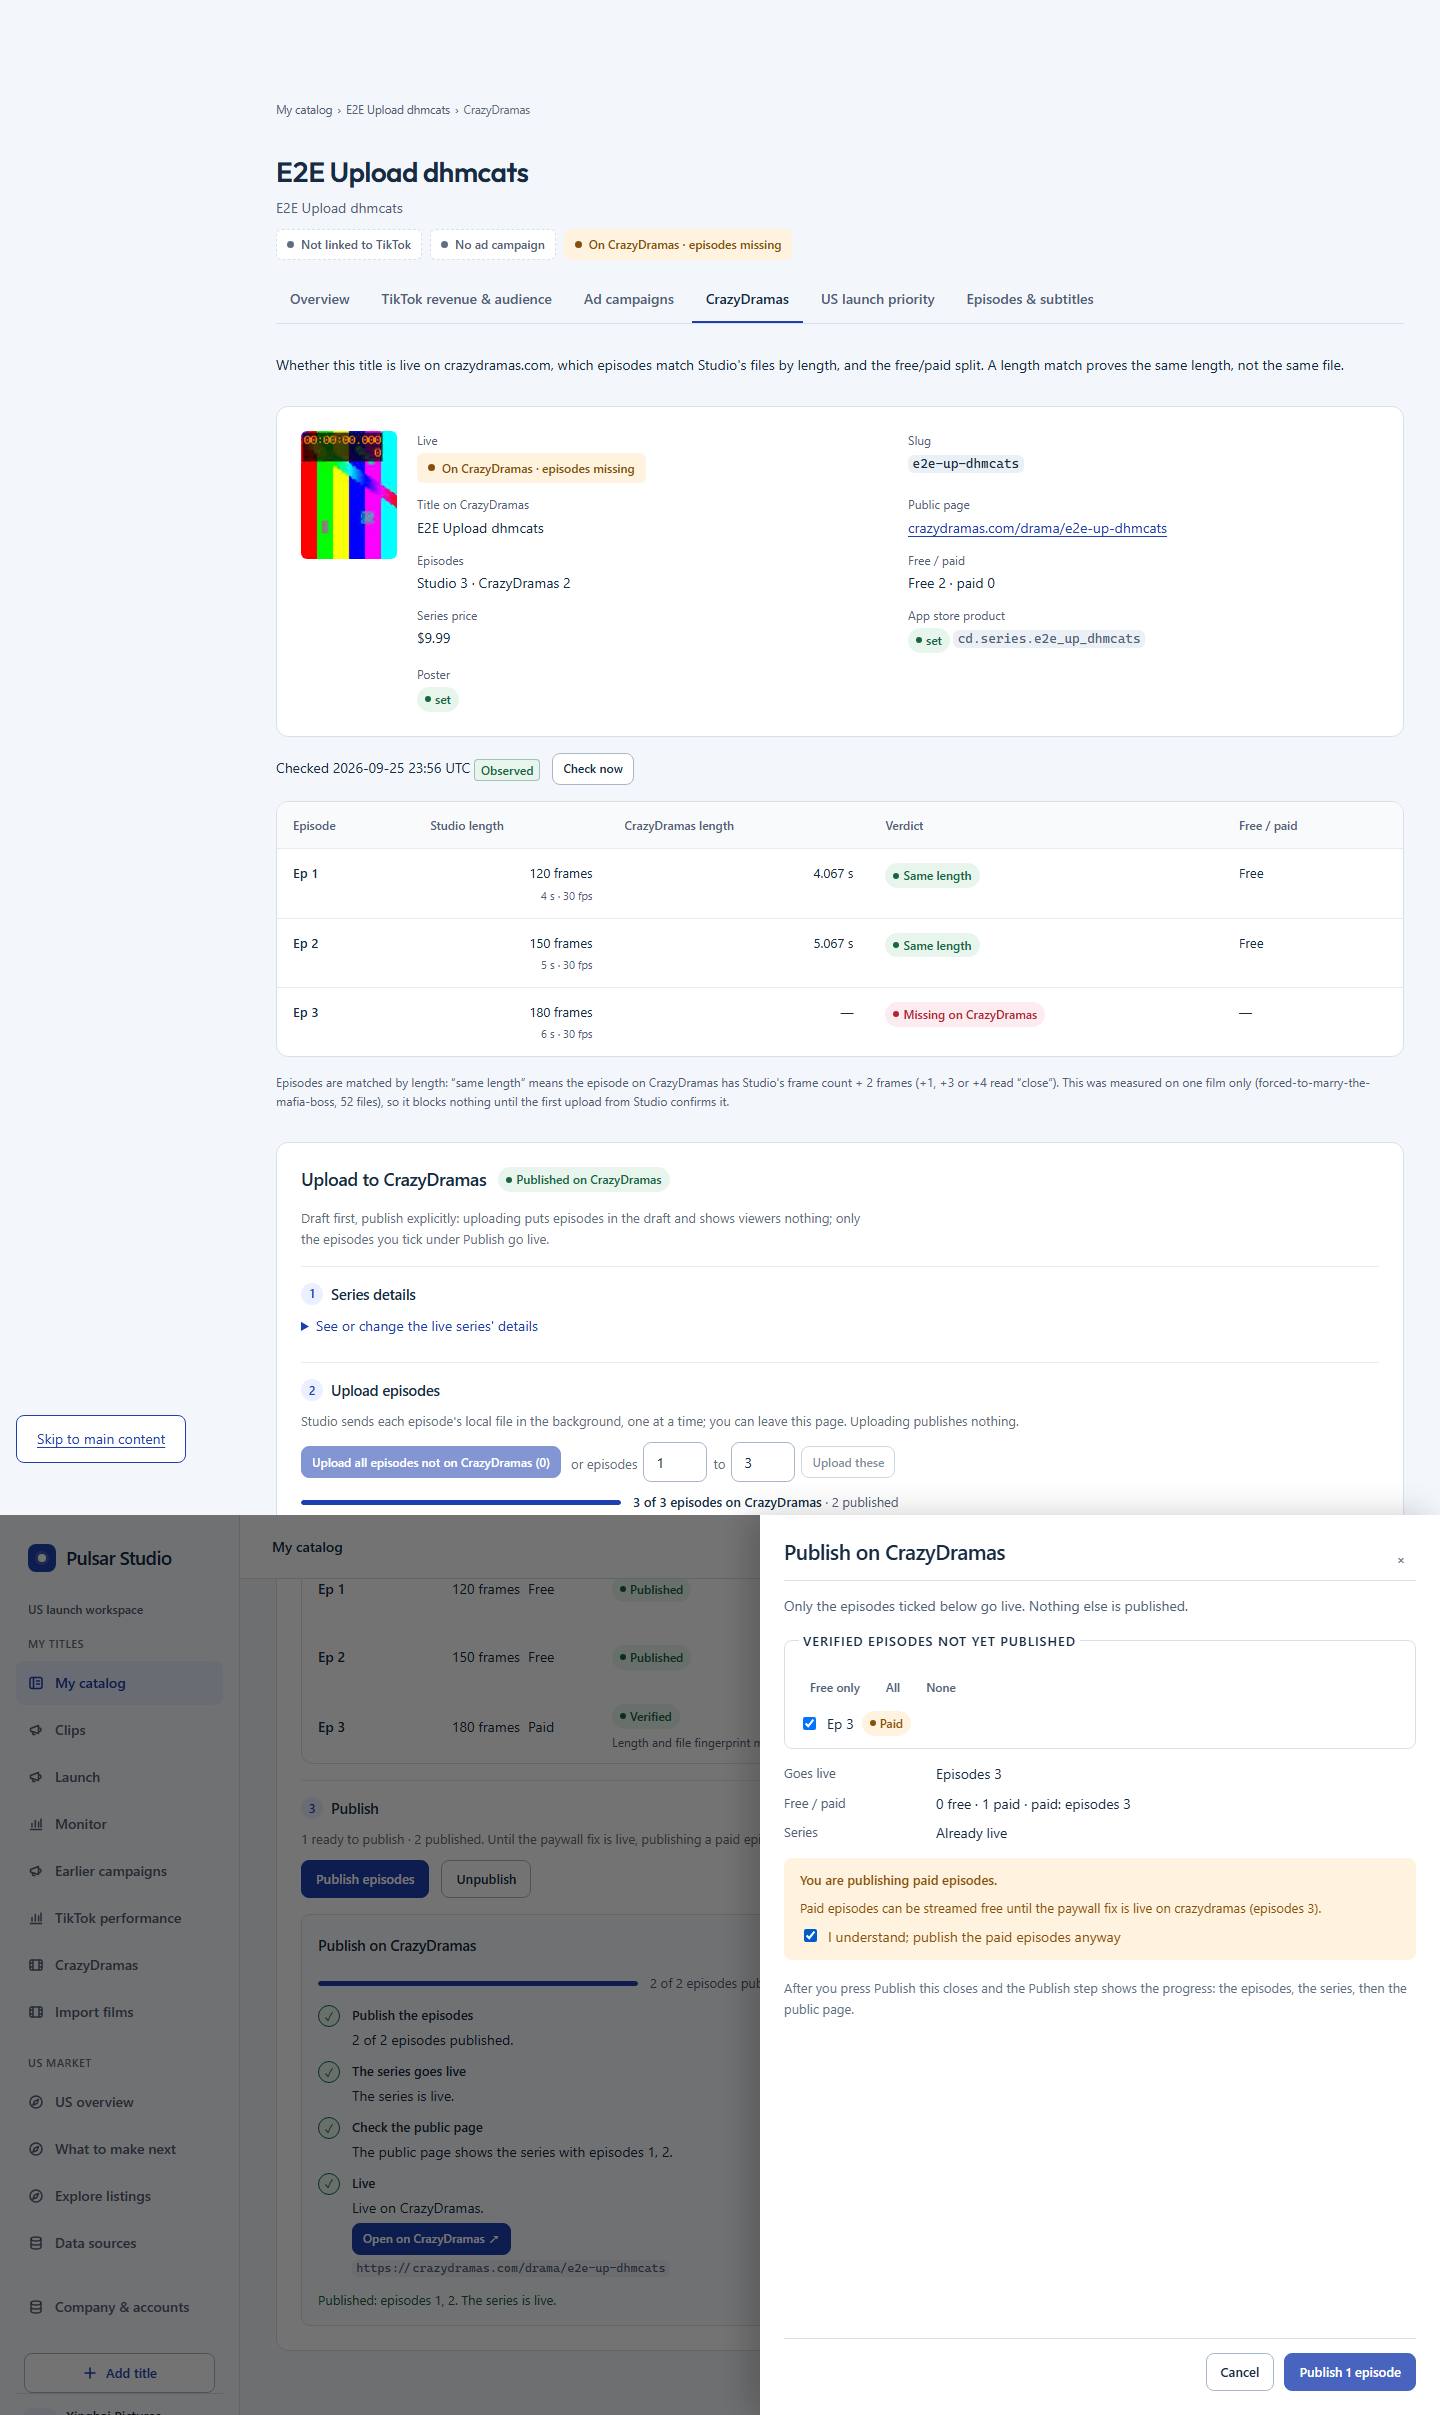 My catalog › E2E Upload dhmcats › CrazyDramas
E2E Upload dhmcats
E2E Upload dhmcats
Not linked to TikTok
No ad campaign
On CrazyDramas · episodes missing
Overview
TikTok revenue & audience
Ad campaigns
CrazyDramas
US launch priority
Episodes & subtitles
Whether this title is live on crazydramas.com, which episodes match Studio's files by length, and the free/paid split. A length match proves the same length, not the same file.
00:00:00.000
0
Live
On CrazyDramas · episodes missing
Slug
e2e-up-dhmcats
Title on CrazyDramas
E2E Upload dhmcats
Public page
crazydramas.com/drama/e2e-up-dhmcats
Episodes
Studio 3 · CrazyDramas 2
Free / paid
Free 2 · paid 0
Series price
$9.99
App store product
set cd.series.e2e_up_dhmcats
Poster
set
Checked 2026-09-25 23:56 UTC Observed Check now
Episode Studio length CrazyDramas length Verdict Free / paid
Ep 1 120 frames 4.067 s Same length Free
4 s · 30 fps
Ep 2 150 frames 5.067 s Same length Free
5 s · 30 fps
Ep 3 180 frames — Missing on CrazyDramas —
6 s · 30 fps
Episodes are matched by length: “same length” means the episode on CrazyDramas has Studio's frame count + 2 frames (+1, +3 or +4 read “close”). This was measured on one film only (forced-to-marry-the-
mafia-boss, 52 files), so it blocks nothing until the first upload from Studio confirms it.
Upload to CrazyDramas Published on CrazyDramas
Draft first, publish explicitly: uploading puts episodes in the draft and shows viewers nothing; only
the episodes you tick under Publish go live.
1 Series details
See or change the live series' details
2 Upload episodes
Studio sends each episode's local file in the background, one at a time; you can leave this page. Uploading publishes nothing.
Upload all episodes not on CrazyDramas (0) or episodes 1 to 3 Upload these
3 of 3 episodes on CrazyDramas · 2 published
Skip to main content
Pulsar Studio
US launch workspace
MY TITLES
My catalog
Clips
Launch
Monitor
Earlier campaigns
TikTok performance
CrazyDramas
Import films
US MARKET
US overview
What to make next
Explore listings
Data sources
Company & accounts
Add title
My catalog
Ep 1 120 frames Free Published
Ep 2 150 frames Free Published
Ep 3 180 frames Paid Verified
Length and file fingerprint
3 Publish
1 ready to publish · 2 published. Until the paywall fix is live, publishing a paid
Publish episodes Unpublish
Publish on CrazyDramas
2 of 2 episodes
Publish the episodes
2 of 2 episodes published.
The series goes live
The series is live.
Check the public page
The public page shows the series with episodes 1, 2.
Live
Live on CrazyDramas.
Open on CrazyDramas ↗
https://crazydramas.com/drama/e2e-up-dhmcats
Published: episodes 1, 2. The series is live.
Publish on CrazyDramas ×
Only the episodes ticked below go live. Nothing else is published.
VERIFIED EPISODES NOT YET PUBLISHED
Free only All None
Ep 3 Paid
Goes live Episodes 3
Free / paid 0 free · 1 paid · paid: episodes 3
Series Already live
You are publishing paid episodes.
Paid episodes can be streamed free until the paywall fix is live on crazydramas (episodes 3).
I understand; publish the paid episodes anyway
After you press Publish this closes and the Publish step shows the progress: the episodes, the series, then the
public page.
Cancel Publish 1 episode